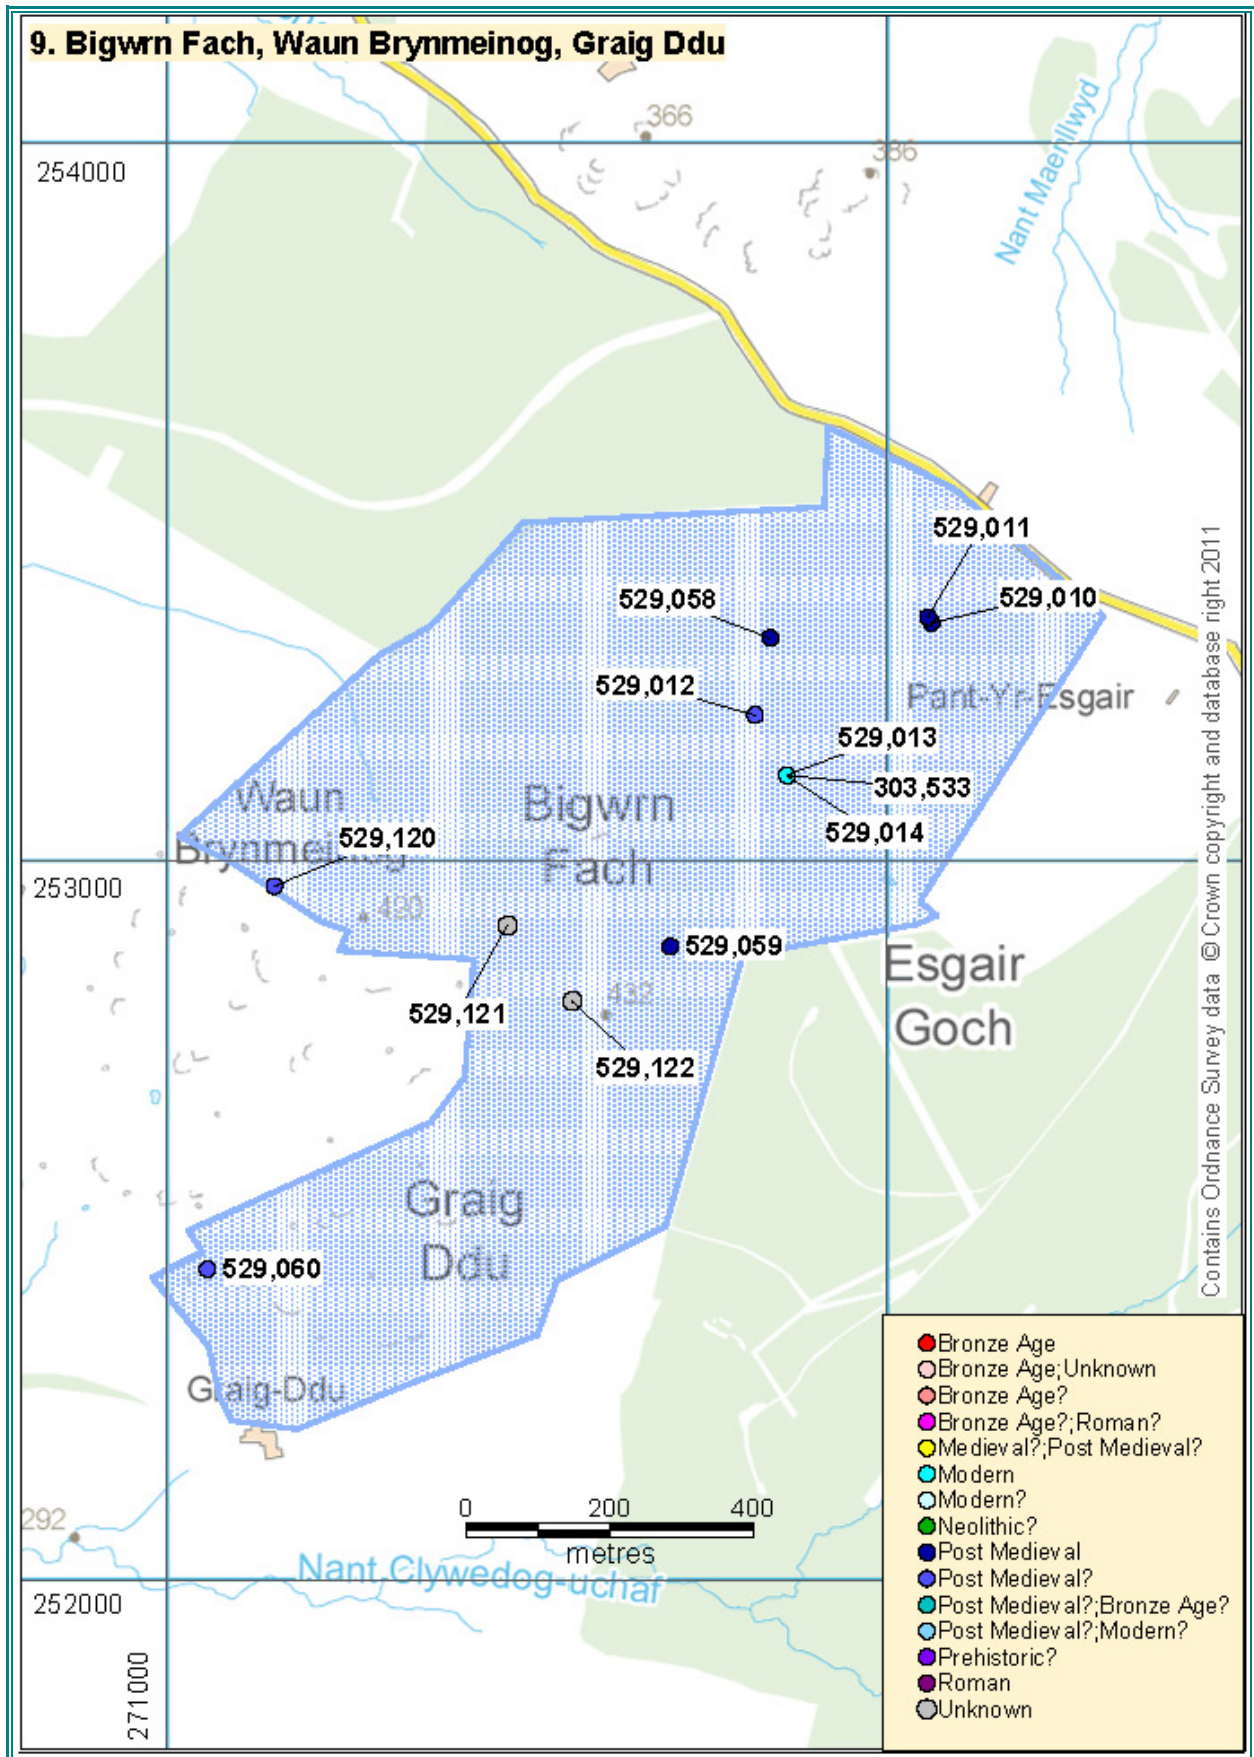 9. Bigwrn Fach, Waun Brynmeinog, Graig Ddu
366
386
254000
Nant Maenllwyd
529,011
529,010
529,058
529,012
Pant-Yr-Esgair
529,013
303,533
529,014
Waun
Brynmeinog
Bigwrn
Fach
529,120
253000
420
529,059
529,121
432
529,122
Esgair
Goch
Graig
Ddu
529,060
Graig-Ddu
292
Nant Clywedog-uchaf
0 200 400
metres
252000
271000
Contains Ordnance Survey data © Crown copyright and database right 2011
Bronze Age
Bronze Age;Unknown
Bronze Age?
Bronze Age?;Roman?
Medieval?;Post Medieval?
Modern
Modern?
Neolithic?
Post Medieval
Post Medieval?
Post Medieval?;Bronze Age?
Post Medieval?;Modern?
Prehistoric?
Roman
Unknown